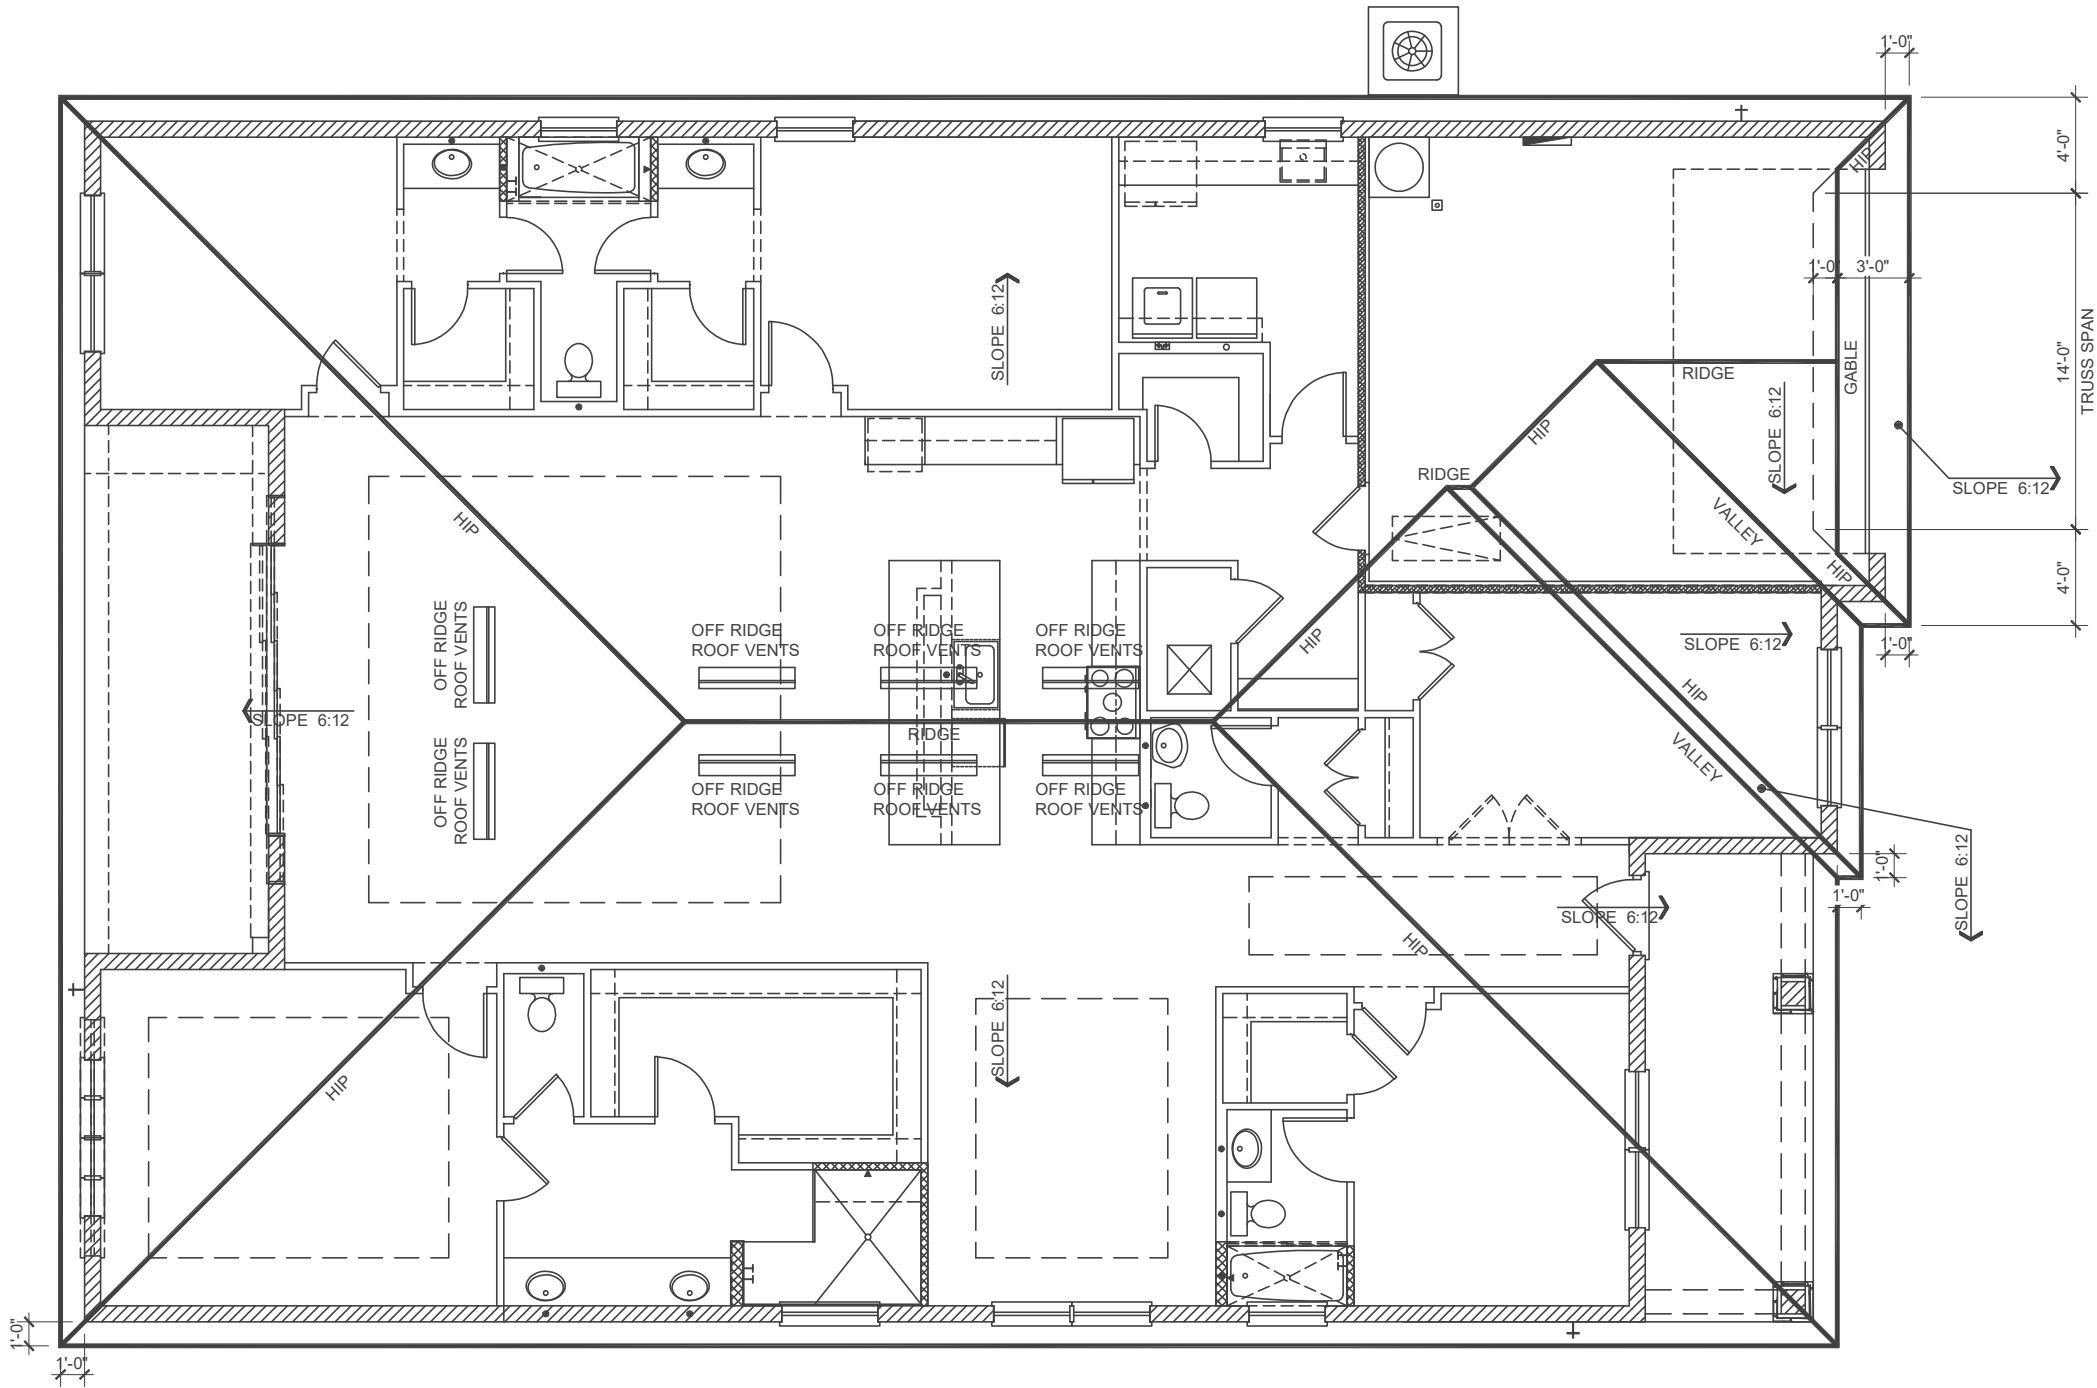 1'-0"
4'-0"
HIP
1'-0"
3'-0"
SLOPE 6:12
14'-0"
TRUSS SPAN
GABLE
RIDGE
SLOPE 6:12
HIP
RIDGE
SLOPE 6:12
VALLEY
HIP
HIP
4'-0"
1'-0"
OFF RIDGE
ROOF VENTS
OFF RIDGE
ROOF VENTS
OFF RIDGE
ROOF VENTS
OFF RIDGE
ROOF VENTS
HIP
SLOPE 6:12
HIP
SLOPE 6:12
RIDGE
VALLEY
OFF RIDGE
ROOF VENTS
OFF RIDGE
ROOF VENTS
OFF RIDGE
ROOF VENTS
OFF RIDGE
ROOF VENTS
1'-0"
1'-0"
SLOPE 6:12
SLOPE 6:12
HIP
SLOPE 6:12
HIP
1'-0"
1'-0"